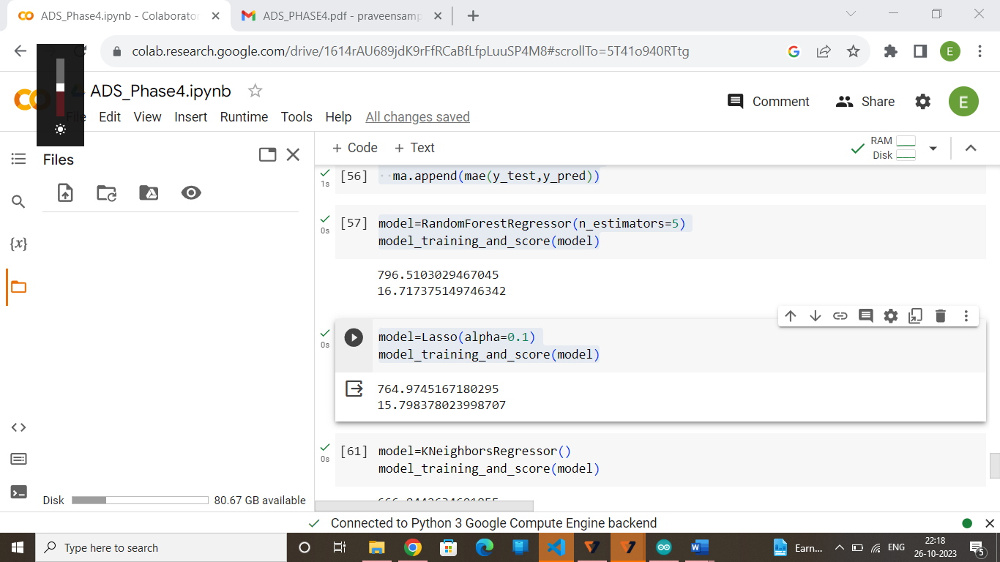 ADS_Phase4.ipynb - Colaborator
ADS_PHASE4.pdf - praveensamp
colab.research.google.com/drive/1614rAU689jdK9rFfRCaBfLfpLuuSP4M8#scrollTo=5T41o940RTtg
E
ADS_Phase4.ipynb
File Edit View Insert Runtime Tools Help All changes saved
Comment Share E
Files
+ Code + Text
RAM
Disk
[56] ma.append(mae(y_test,y_pred))
1s
[57] model=RandomForestRegressor(n_estimators=5)
0s
model_training_and_score(model)
796.5103029467045
16.717375149746342
model=Lasso(alpha=0.1)
0s
model_training_and_score(model)
764.9745167180295
15.798378023998707
[61] model=KNeighborsRegressor()
0s
model_training_and_score(model)
{x}
Disk 80.67 GB available
Connected to Python 3 Google Compute Engine backend
Type here to search
Earn...
ENG
22:18
26-10-2023
5